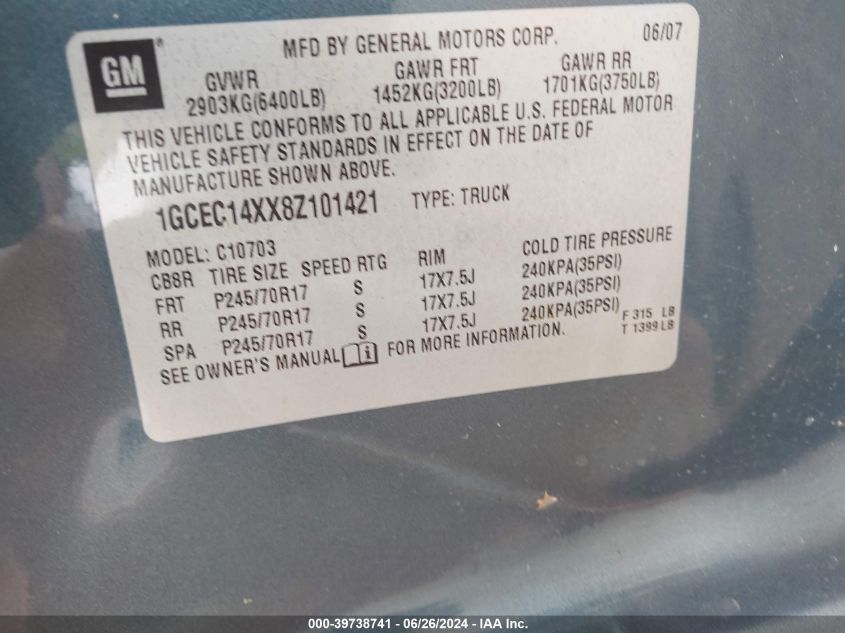 GM
MFD BY GENERAL MOTORS CORP. 06/07
GVWR GAWR FRT GAWR RR
2903KG(6400LB) 1452KG(3200LB) 1701KG(3750LB)
THIS VEHICLE CONFORMS TO ALL APPLICABLE U.S. FEDERAL MOTOR
VEHICLE SAFETY STANDARDS IN EFFECT ON THE DATE OF
MANUFACTURE SHOWN ABOVE.
1GCEC14XX8Z101421 TYPE: TRUCK
MODEL: C10703
CB8R TIRE SIZE SPEED RTG RIM COLD TIRE PRESSURE
FRT P245/70R17 S 17X7.5J 240KPA(35PSI)
RR P245/70R17 S 17X7.5J 240KPA(35PSI)
SPA P245/70R17 S 17X7.5J 240KPA(35PSI)
SEE OWNER'S MANUAL FOR MORE INFORMATION.
F 315 LB
T 1399 LB
000-39738741 - 06/26/2024 - IAA Inc.